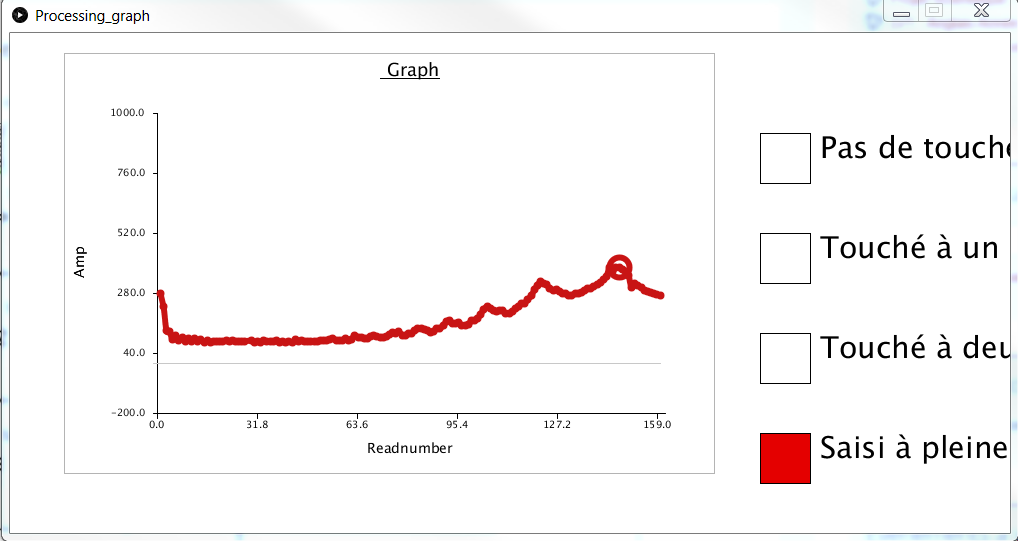 Processing_graph
Graph
1000.0
760.0
520.0
280.0
40.0
-200.0
Amp
0.0 31.8 63.6 95.4 127.2 159.0
Readnumber
Pas de touche
Touché à un
Touché à deu
Saisi à pleine